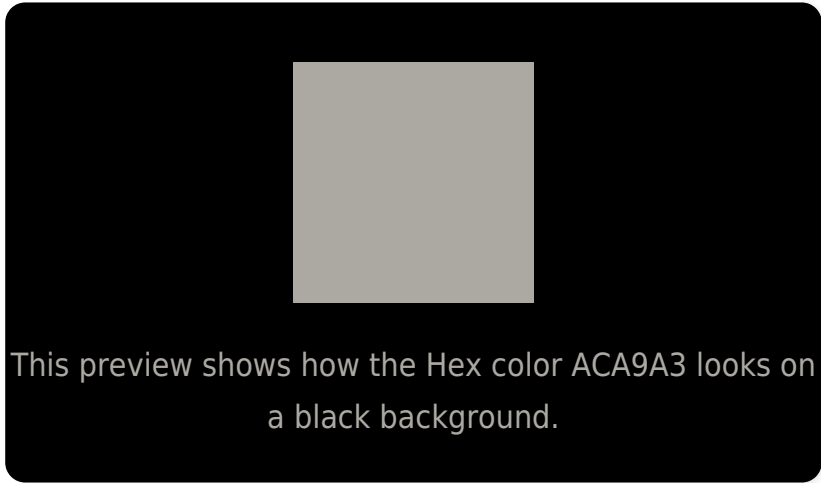 This preview shows how the Hex color ACA9A3 looks on
a black background.